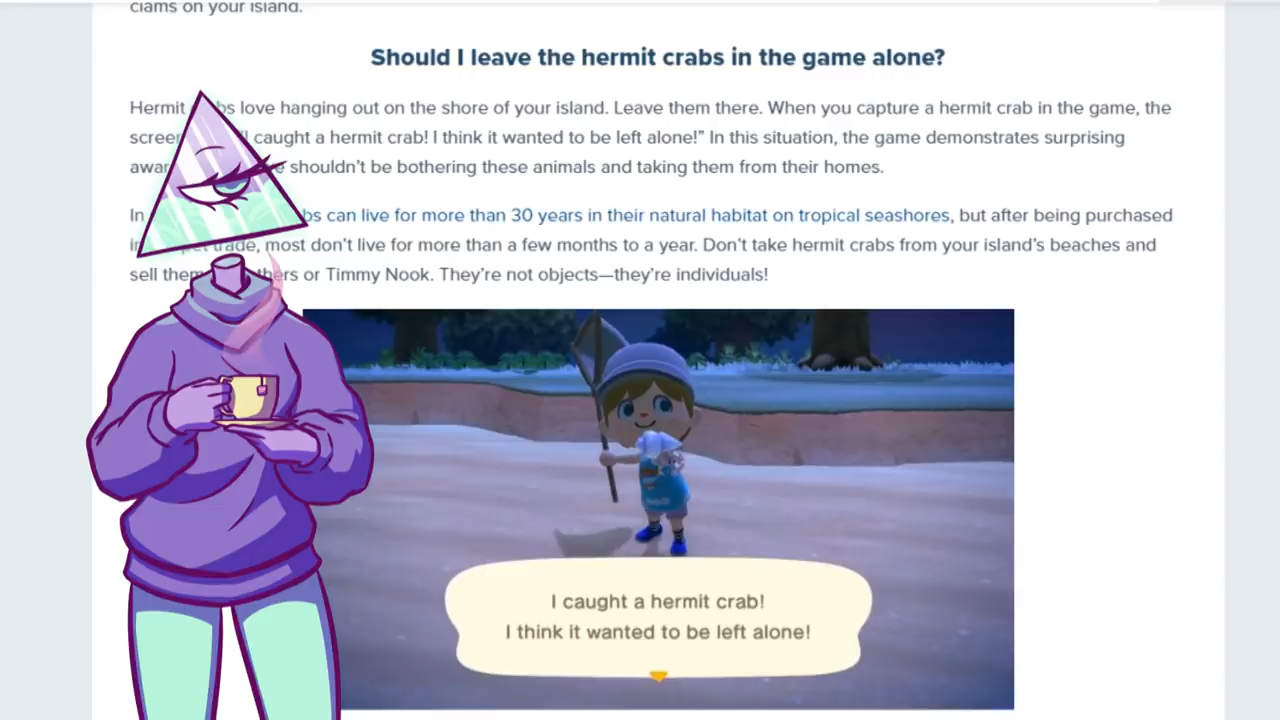 clams on your island.
Should I leave the hermit crabs in the game alone?
Hermit love hanging out on the shore of your island. Leave them there. When you capture a hermit crab in the game, the
screen caught a hermit crab! I think it wanted to be left alone!” In this situation, the game demonstrates surprising
shouldn’t be bothering these animals and taking them from their homes.
In can live for more than 30 years in their natural habitat on tropical seashores, but after being purchased
trade, most don’t live for more than a few months to a year. Don’t take hermit crabs from your island’s beaches and
sell them or Timmy Nook. They’re not objects—they’re individuals!
I caught a hermit crab!
I think it wanted to be left alone!